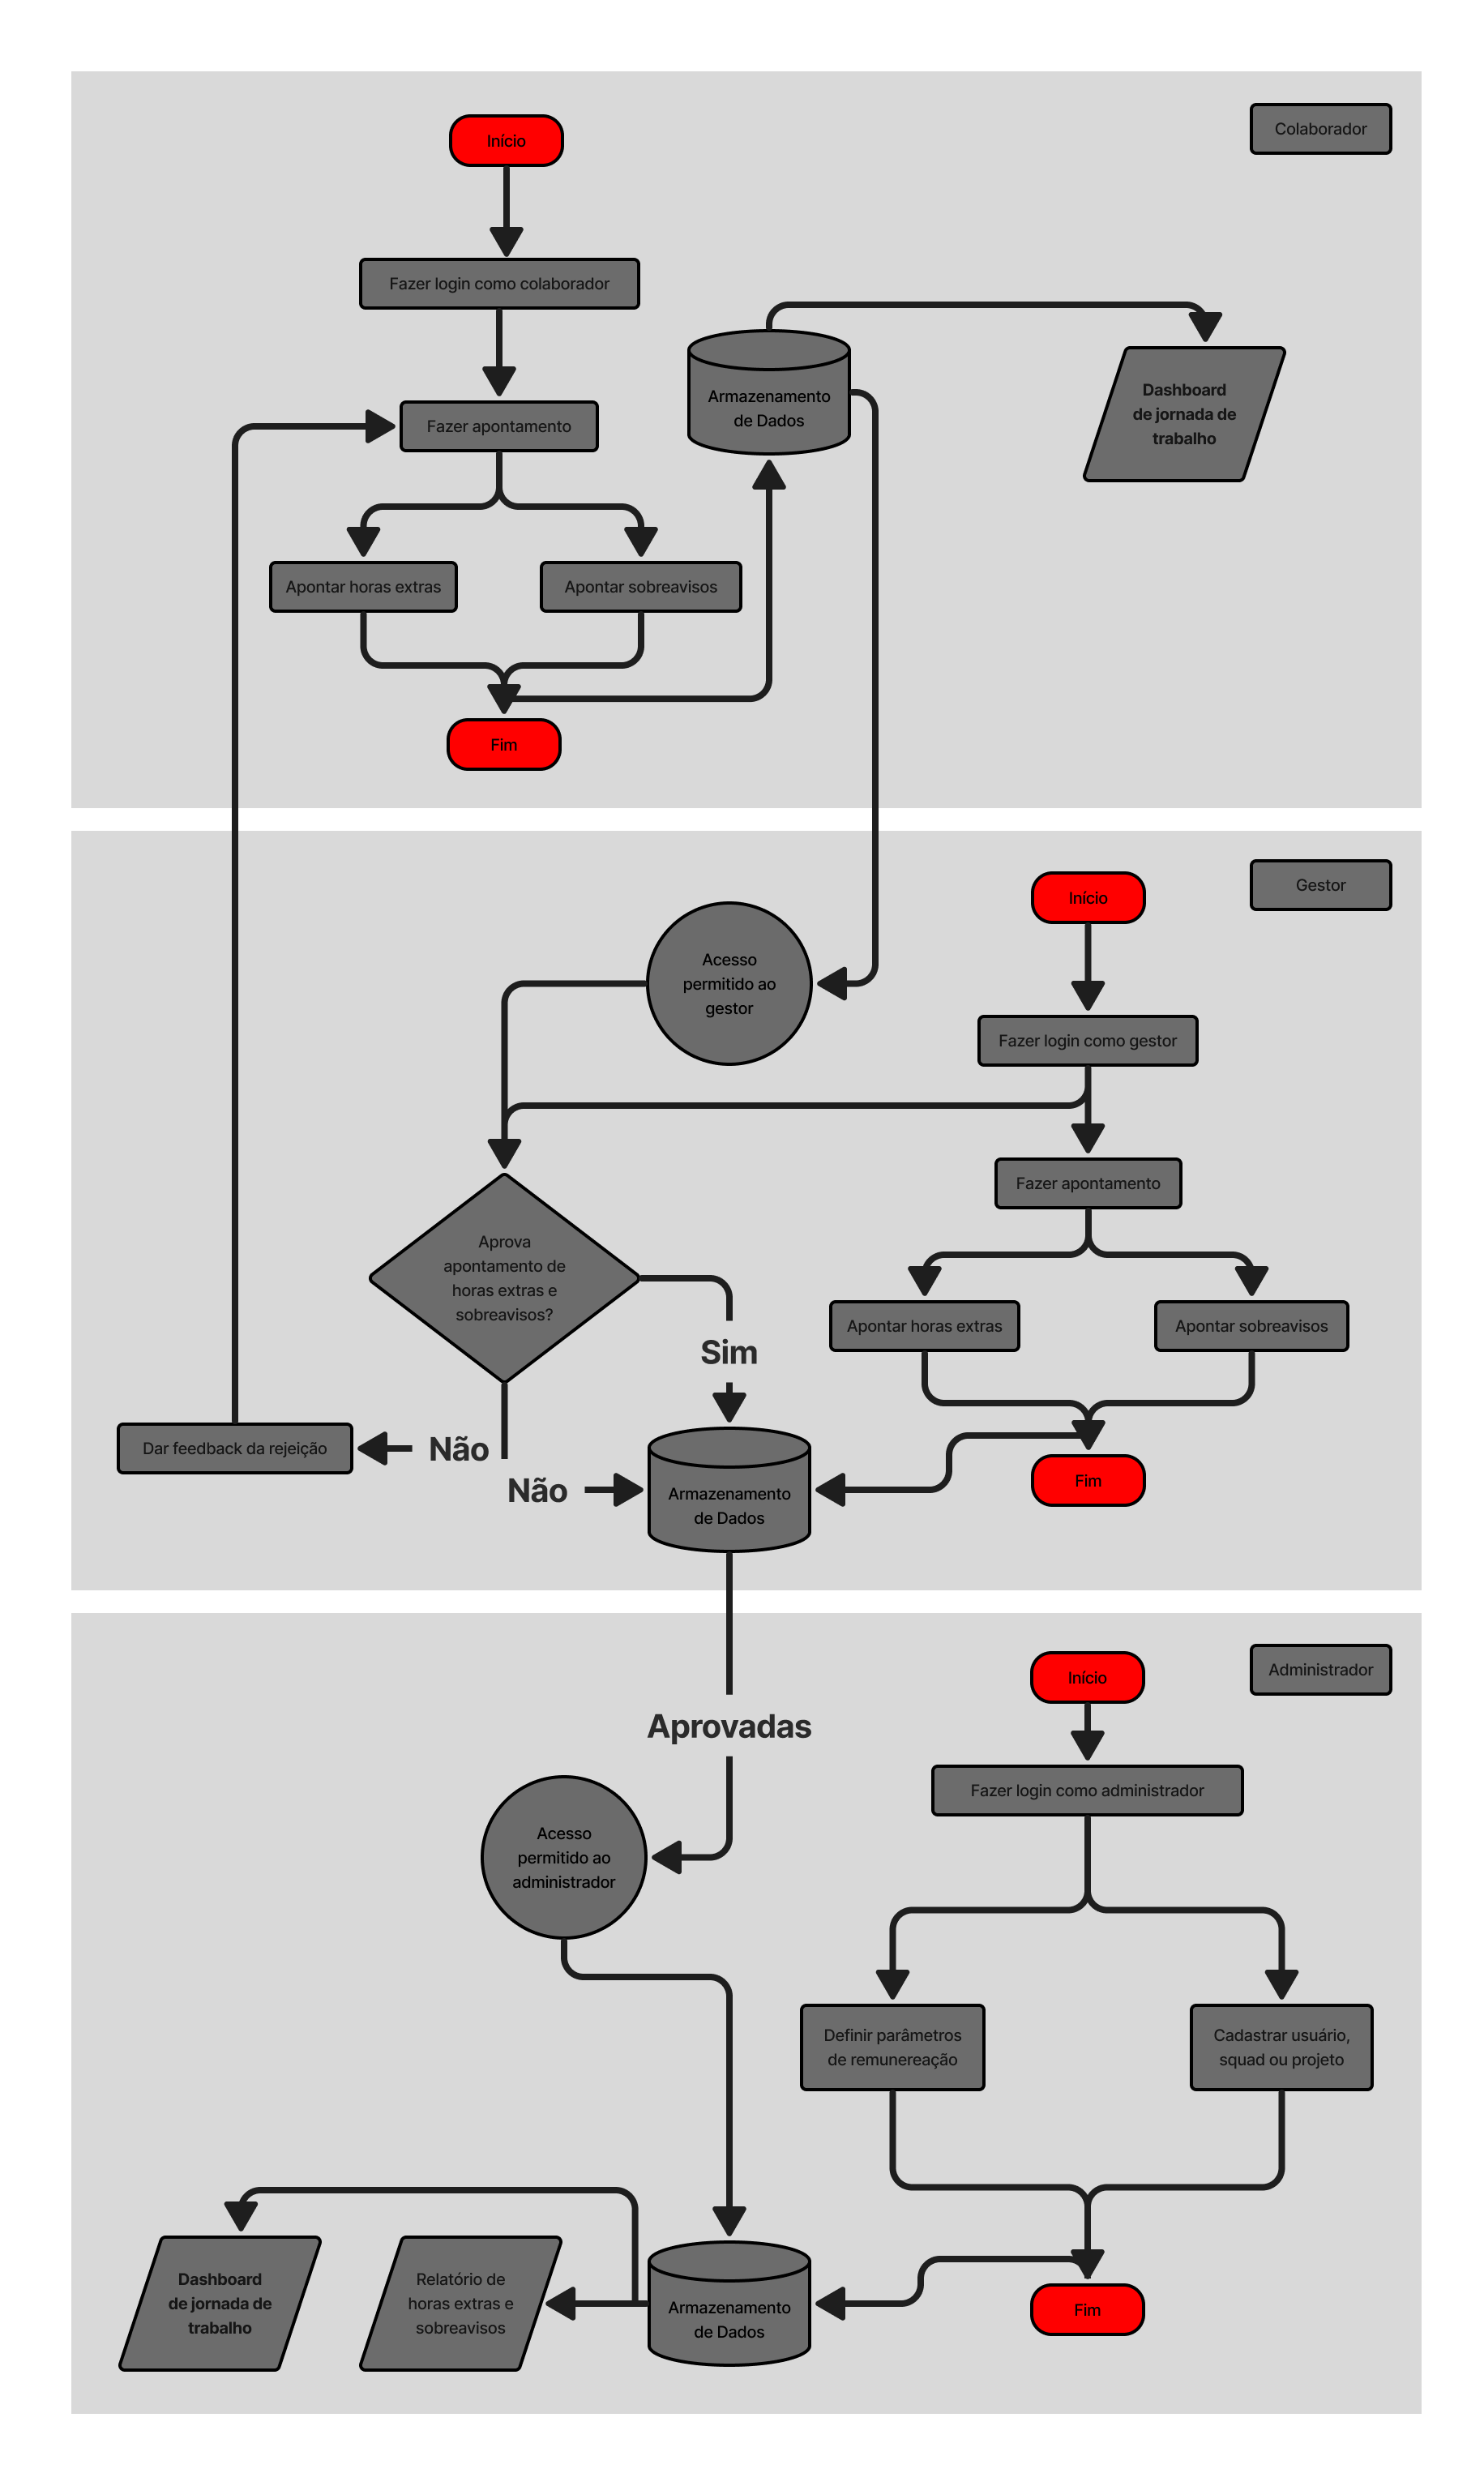 Início
Colaborador
Fazer login como colaborador
Armazenamento
de Dados
Dashboard
de jornada de
trabalho
Fazer apontamento
Apontar horas extras
Apontar sobreavisos
Fim
Gestor
Início
Acesso
permitido ao
gestor
Fazer login como gestor
Fazer apontamento
Aprova
apontamento de
horas extras e
sobreavisos?
Sim
Apontar horas extras
Apontar sobreavisos
Dar feedback da rejeição
Não
Não
Armazenamento
de Dados
Fim
Administrador
Início
Aprovadas
Fazer login como administrador
Acesso
permitido ao
administrador
Definir parâmetros
de remunereação
Cadastrar usuário,
squad ou projeto
Dashboard
de jornada de
trabalho
Relatório de
horas extras e
sobreavisos
Armazenamento
de Dados
Fim